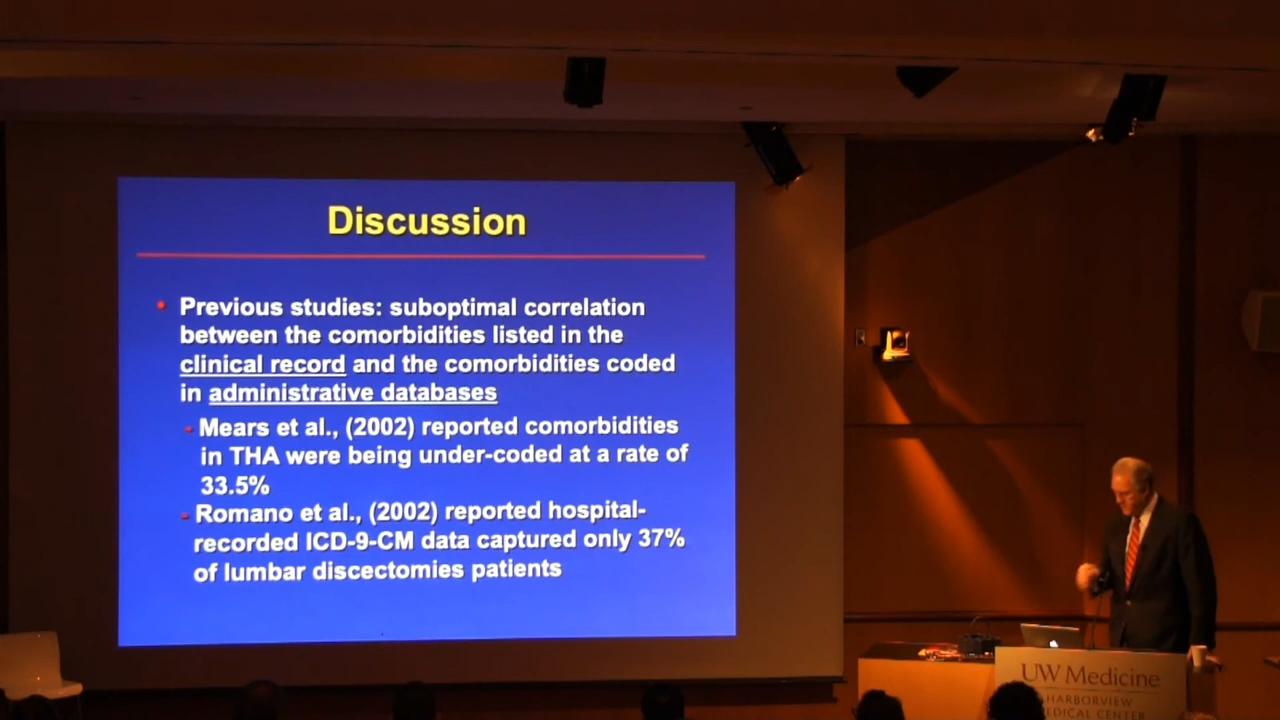 Discussion
• Previous studies: suboptimal correlation
between the comorbidities listed in the
clinical record and the comorbidities coded
in administrative databases
- Mears et al., (2002) reported comorbidities
in THA were being under-coded at a rate of
33.5%
- Romano et al., (2002) reported hospital-
recorded ICD-9-CM data captured only 37%
of lumbar discectomies patients
UW Medicine
HARBORVIEW
MEDICAL CENTER